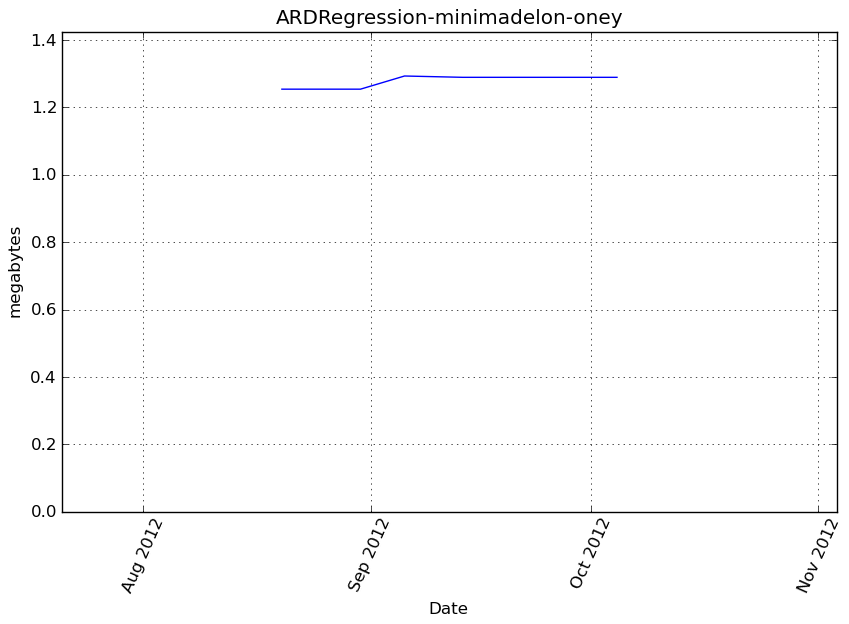 ARDRegression-minimadelon-oney
1.4
1.2
1.0
0.8
0.6
0.4
0.2
0.0
megabytes
Aug 2012
Sep 2012
Oct 2012
Nov 2012
Date